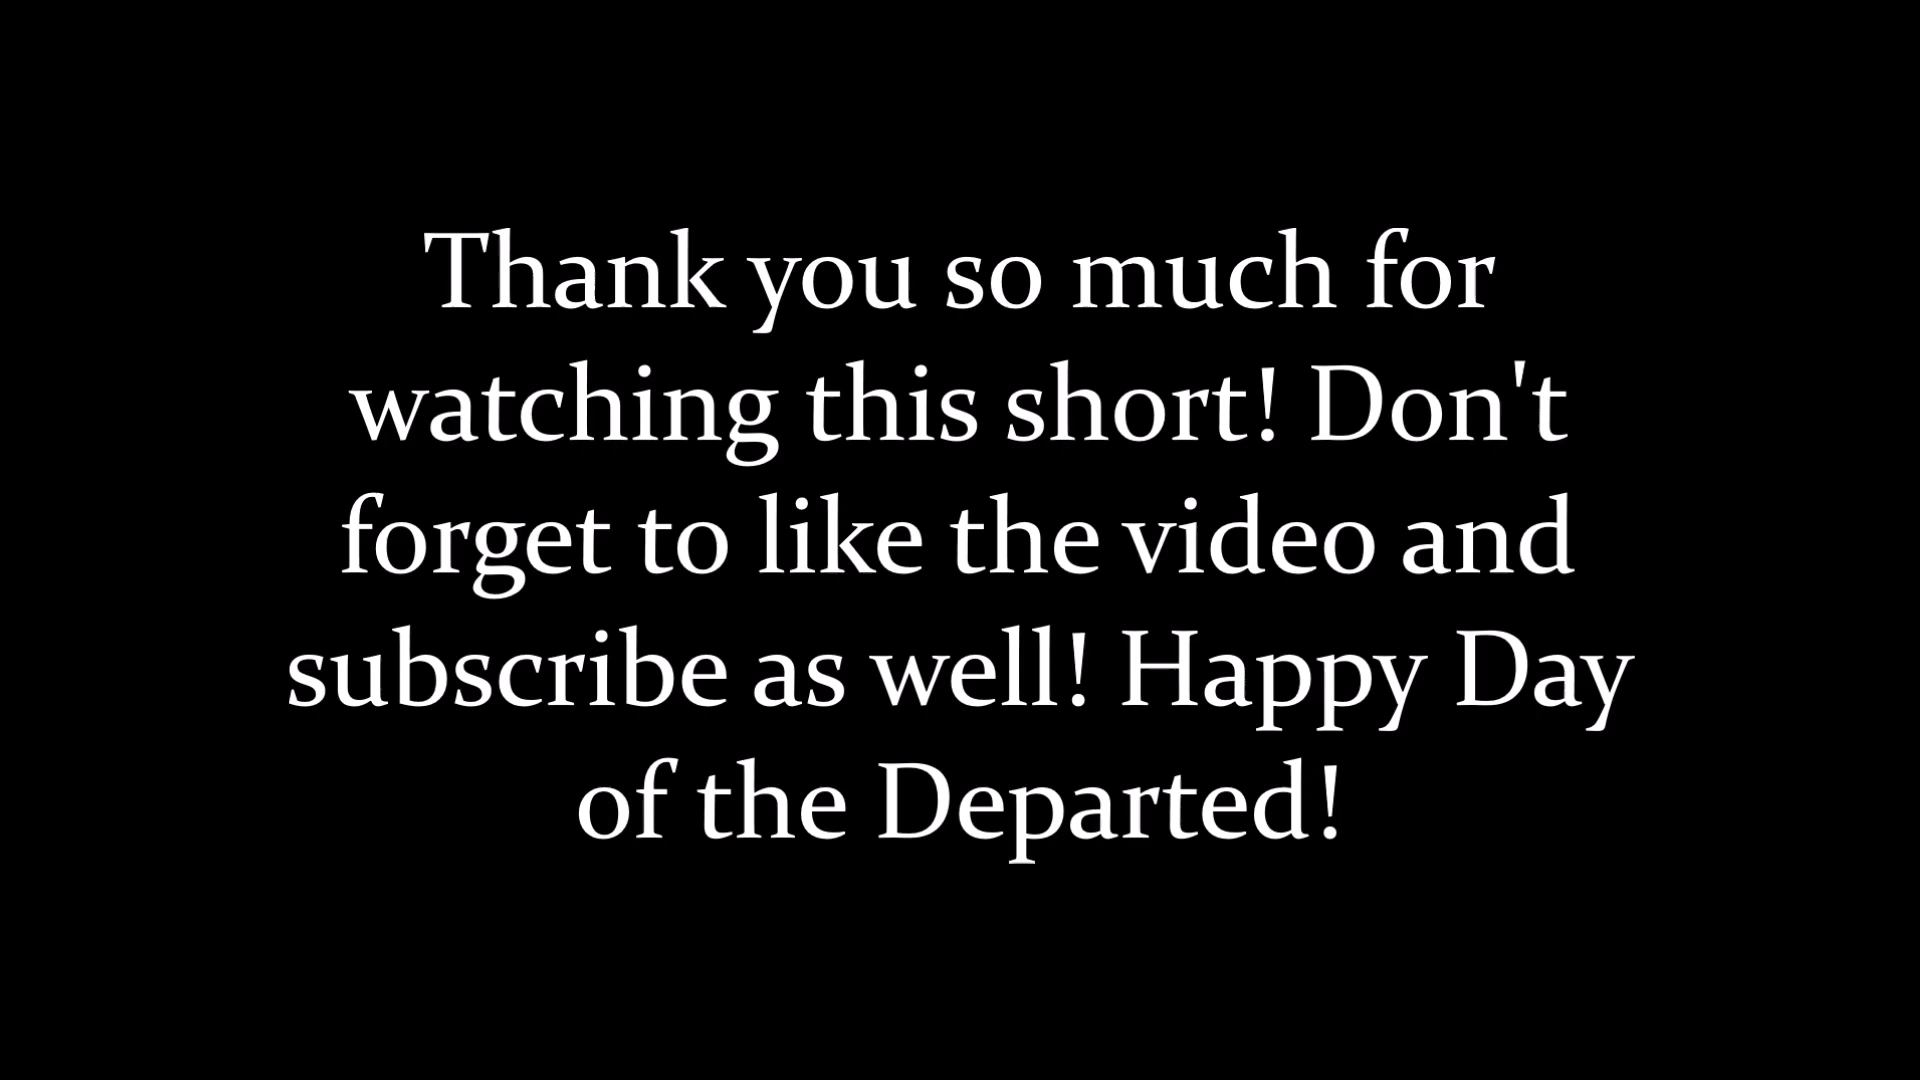 Thank you so much for
watching this short! Don't
forget to like the video and
subscribe as well! Happy Day
of the Departed!